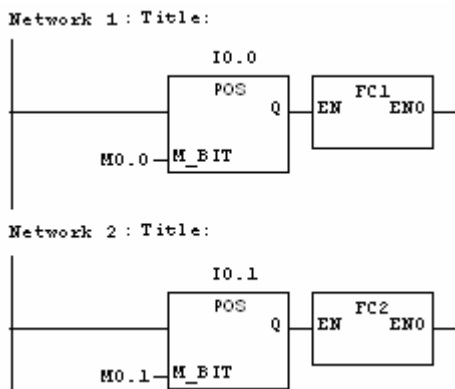 Network 1: Title:
I0.0
POS
FC1
Q
EN ENO
M0.0
M_BIT
Network 2: Title:
I0.1
POS
FC2
Q
EN ENO
M0.1
M_BIT